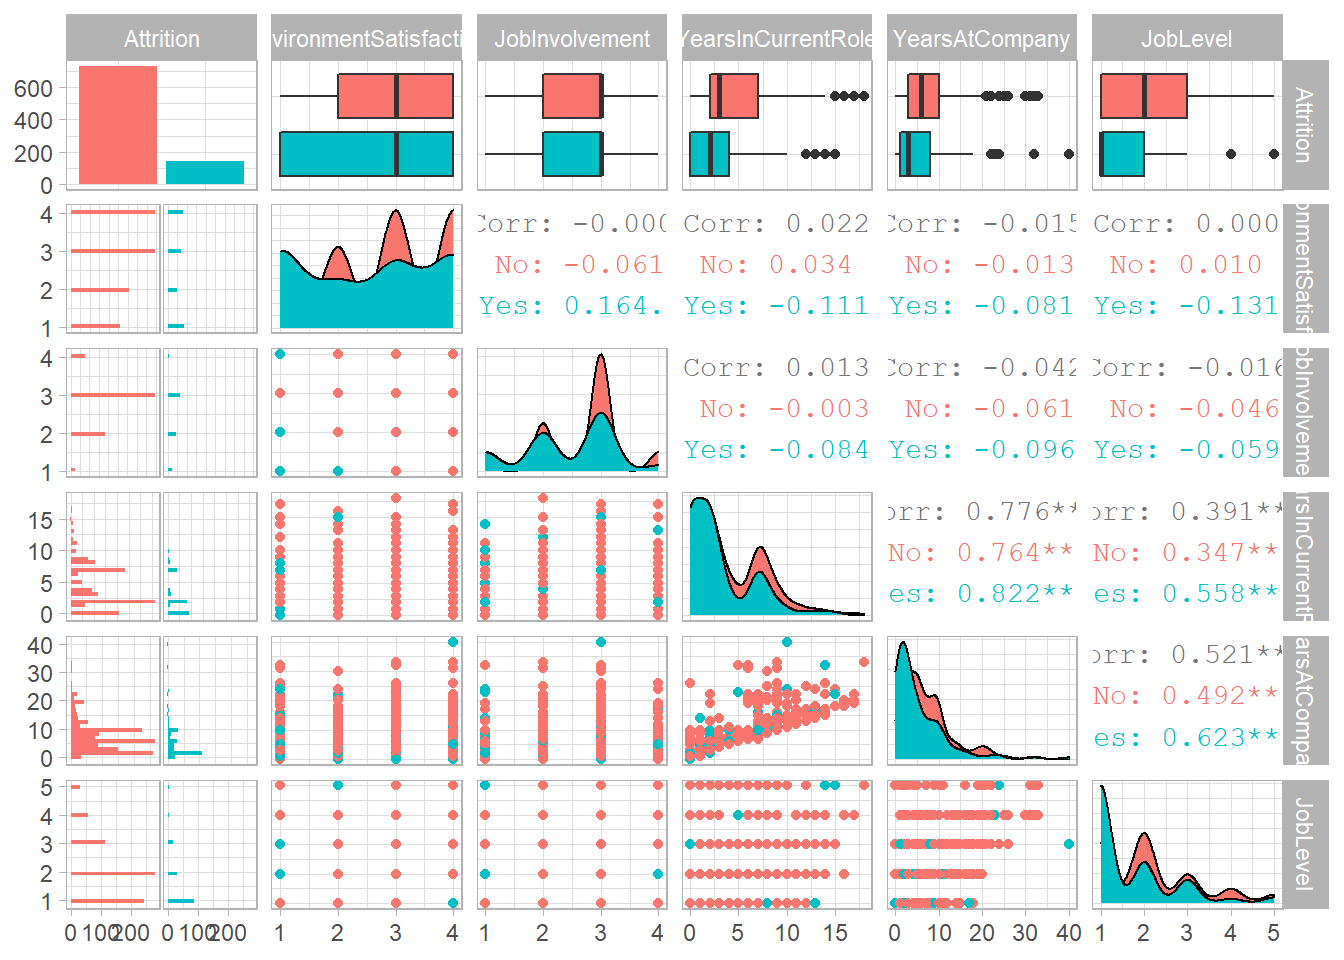 Attrition
vironmentSatisfacti
JobInvolvement
YearsInCurrentRole
YearsAtCompany
JobLevel
600
400
200
0
Attrition
4
3
2
1
Corr: -0.000
No: -0.061
Yes: 0.164.
Corr: 0.022
No: 0.034
Yes: -0.111
Corr: -0.015
No: -0.013
Yes: -0.081
Corr: 0.000
No: 0.010
Yes: -0.131
onmentSatisf
4
3
2
1
Corr: 0.013
No: -0.003
Yes: -0.084
Corr: -0.042
No: -0.061
Yes: -0.096
Corr: -0.016
No: -0.046
Yes: -0.059
obInvolveme
15
10
5
0
orr: 0.776**
No: 0.764**
es: 0.822**
orr: 0.391**
No: 0.347**
es: 0.558**
rsInCurrentF
40
30
20
10
0
orr: 0.521**
No: 0.492**
es: 0.623**
arsAtCompa
5
4
3
2
1
JobLevel
0 100 200
0 100 200
1 2 3 4
1 2 3 4
0 5 10 15
0 10 20 30 40
1 2 3 4 5